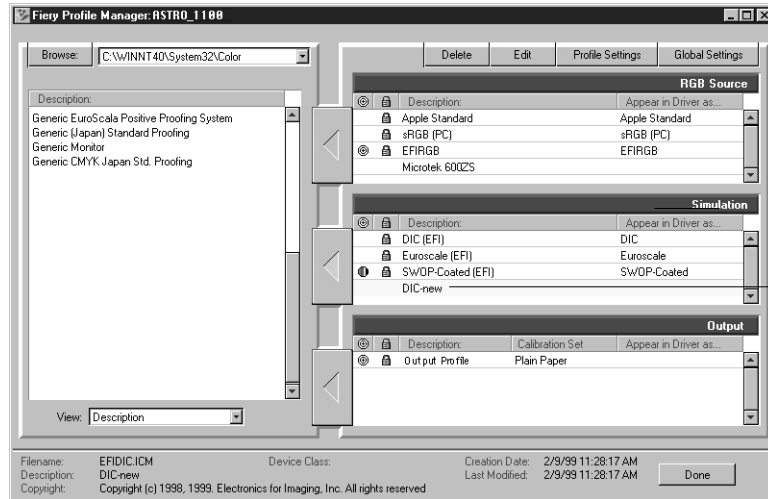 Fiery Profile Manager: ASTRO_1100
Browse: C:\WINNT40\System32\Color
Delete Edit Profile Settings Global Settings
Description:
Generic EuroScala Positive Proofing System
Generic (Japan) Standard Proofing
Generic Monitor
Generic CMYK Japan Std. Proofing
View: Description
RGB Source
Description: Appear in Driver as...
Apple Standard Apple Standard
sRGB (PC) sRGB (PC)
EFIRGB EFIRGB
Microtek 600ZS
Simulation
Description: Appear in Driver as...
DIC (EFI) DIC
Euroscale (EFI) Euroscale
SWOP-Coated (EFI) SWOP-Coated
DIC-new
Output
Description: Calibration Set Appear in Driver as...
Output Profile Plain Paper
Filename: EFIDIC.ICM Device Class: Creation Date: 2/9/99 11:28:17 AM
Description: DIC-new Last Modified: 2/9/99 11:28:17 AM
Copyright: Copyright (c) 1998, 1999. Electronics for Imaging, Inc. All rights reserved
Done